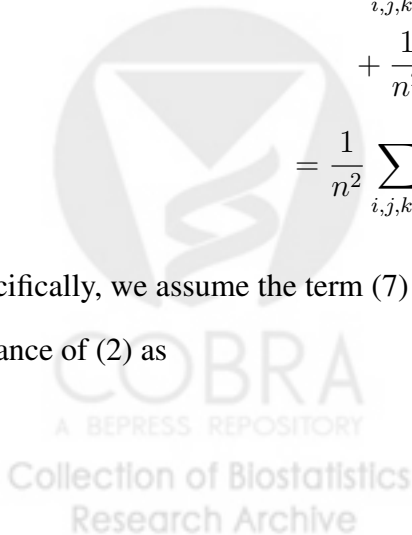 i,j,k
+ 1/n
= 1/n² ∑ i,j,k
cifically, we assume the term (7)
ance of (2) as
COBRA
A BEPRESS REPOSITORY
Collection of Biostatistics
Research Archive